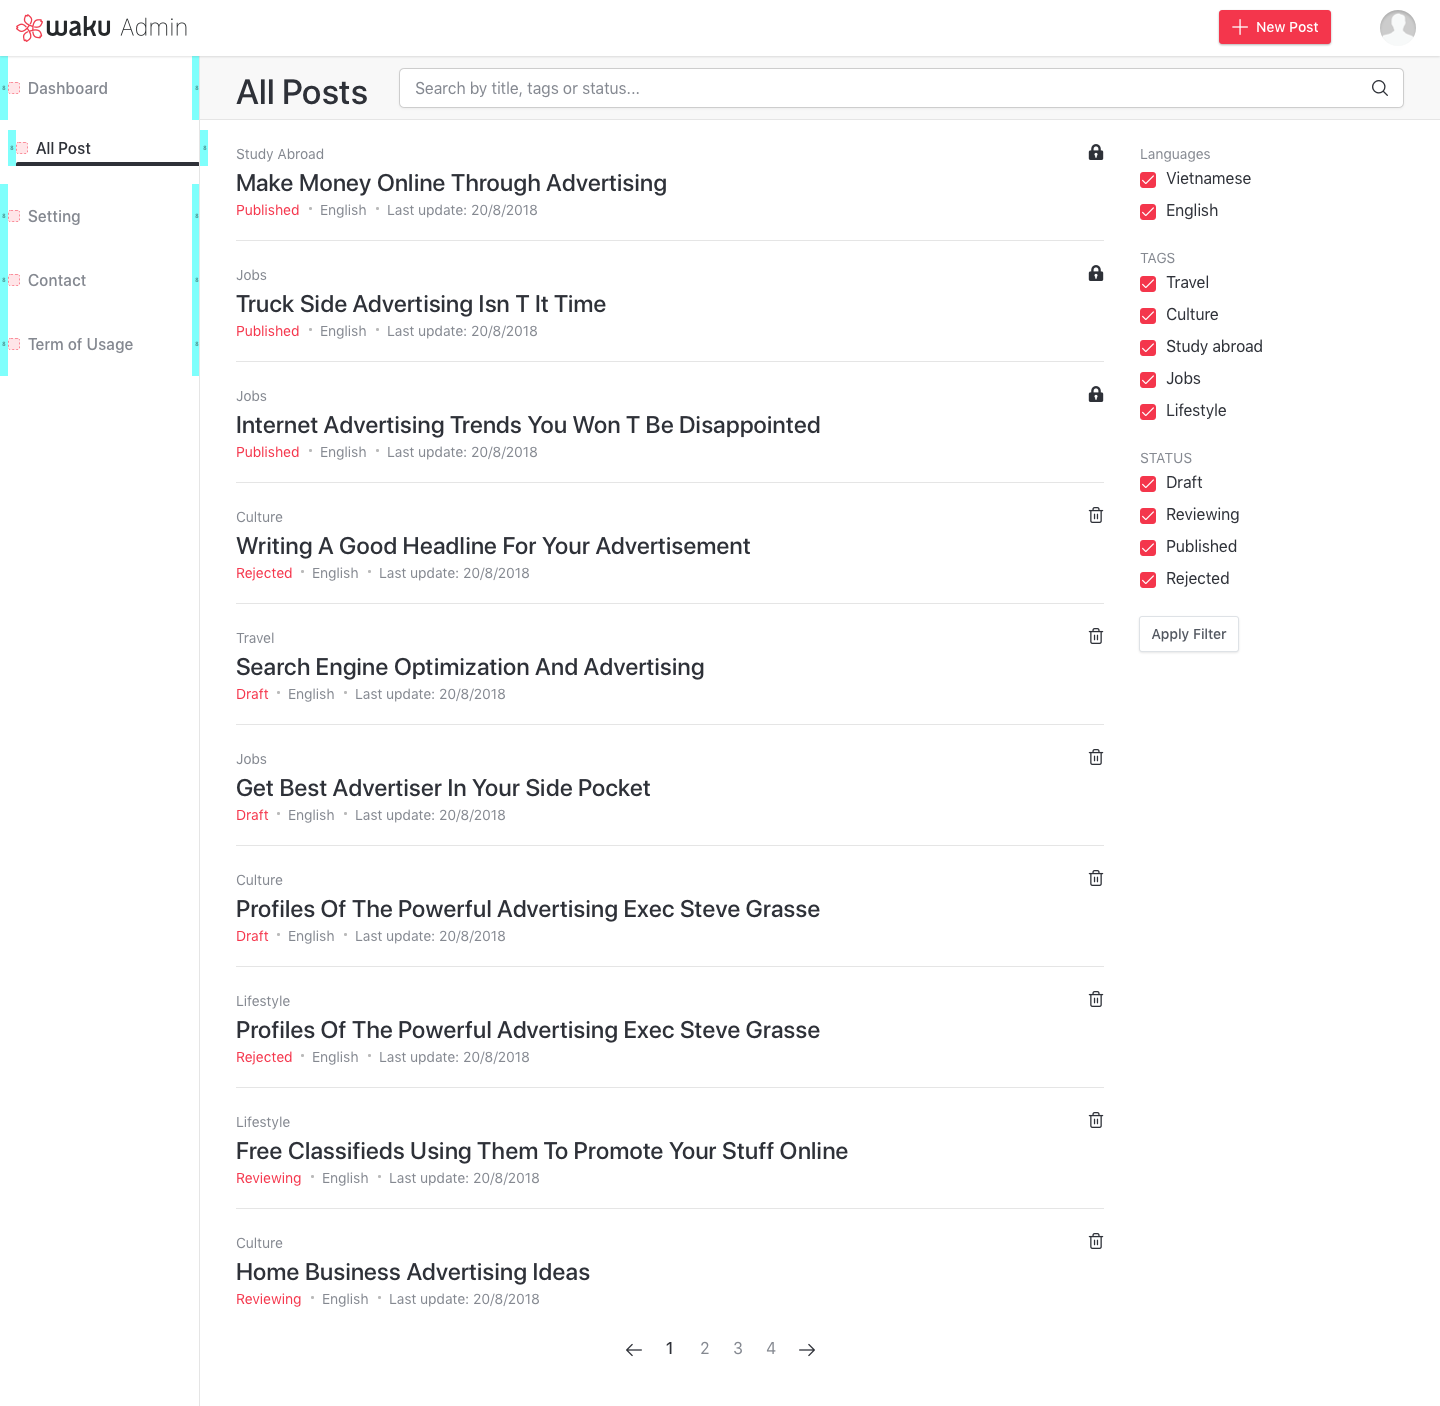 waku Admin
New Post
Dashboard
All Post
Setting
Contact
Term of Usage
All Posts
Search by title, tags or status...
Study Abroad
Make Money Online Through Advertising
Published • English • Last update: 20/8/2018
Jobs
Truck Side Advertising Isn T It Time
Published • English • Last update: 20/8/2018
Jobs
Internet Advertising Trends You Won T Be Disappointed
Published • English • Last update: 20/8/2018
Culture
Writing A Good Headline For Your Advertisement
Rejected • English • Last update: 20/8/2018
Travel
Search Engine Optimization And Advertising
Draft • English • Last update: 20/8/2018
Jobs
Get Best Advertiser In Your Side Pocket
Draft • English • Last update: 20/8/2018
Culture
Profiles Of The Powerful Advertising Exec Steve Grasse
Draft • English • Last update: 20/8/2018
Lifestyle
Profiles Of The Powerful Advertising Exec Steve Grasse
Rejected • English • Last update: 20/8/2018
Lifestyle
Free Classifieds Using Them To Promote Your Stuff Online
Reviewing • English • Last update: 20/8/2018
Culture
Home Business Advertising Ideas
Reviewing • English • Last update: 20/8/2018
1 2 3 4
Languages
Vietnamese
English
TAGS
Travel
Culture
Study abroad
Jobs
Lifestyle
STATUS
Draft
Reviewing
Published
Rejected
Apply Filter